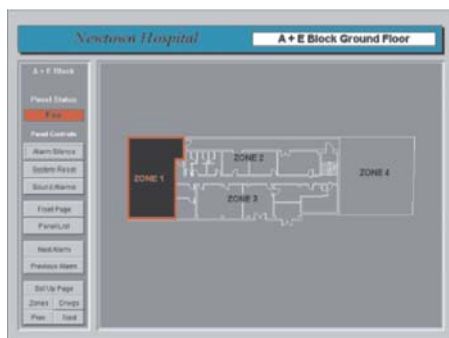 Newtown Hospital
A + E Block Ground Floor
A + E Block
Panel Status
Fire
Panel Controls
Alarm Silence
System Reset
Sound Alarms
Front Page
Panel List
Next Alarm
Previous Alarm
Set Up Page
Zones
Prev
Next
ZONE 1
ZONE 2
ZONE 3
ZONE 4